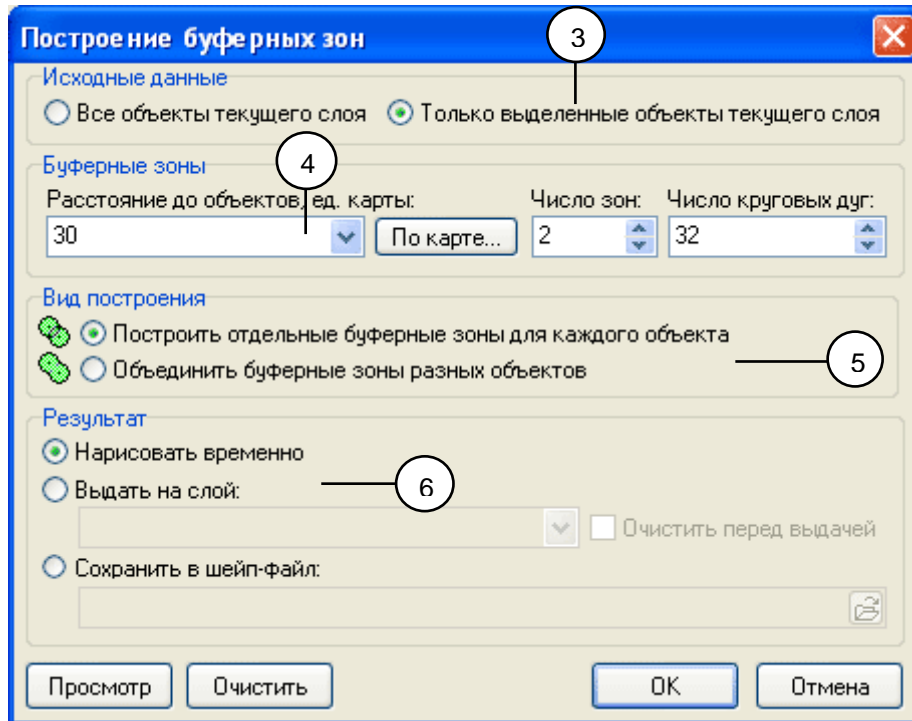 Построение буферных зон
3
Исходные данные
Все объекты текущего слоя Только выделенные объекты текущего слоя
4
Буферные зоны
Расстояние до объектов, ед. карты: Число зон: Число круговых дуг:
30 По карте... 2 32
Вид построения
Построить отдельные буферные зоны для каждого объекта
5
Объединить буферные зоны разных объектов
Результат
Нарисовать временно
6
Выдать на слой:
Очистить перед выдачей
Сохранить в шейп-файл:
Просмотр Очистить OK Отмена